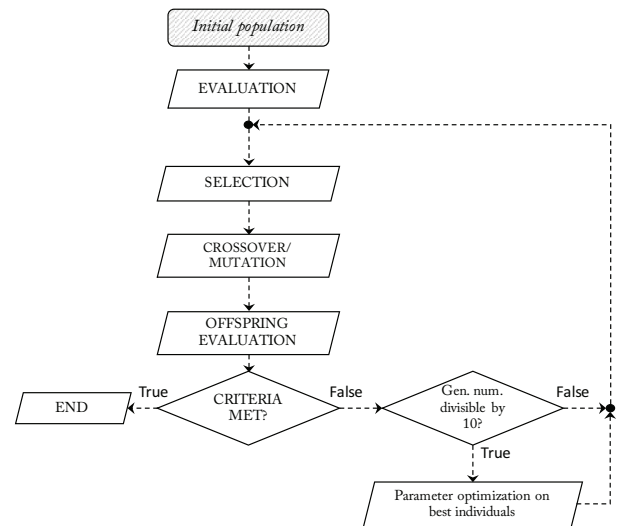 Initial population
EVALUATION
SELECTION
CROSSOVER/
MUTATION
OFFSPRING
EVALUATION
True
CRITERIA
MET?
False
END
Gen. num.
divisible by
10?
False
True
Parameter optimization on
best individuals